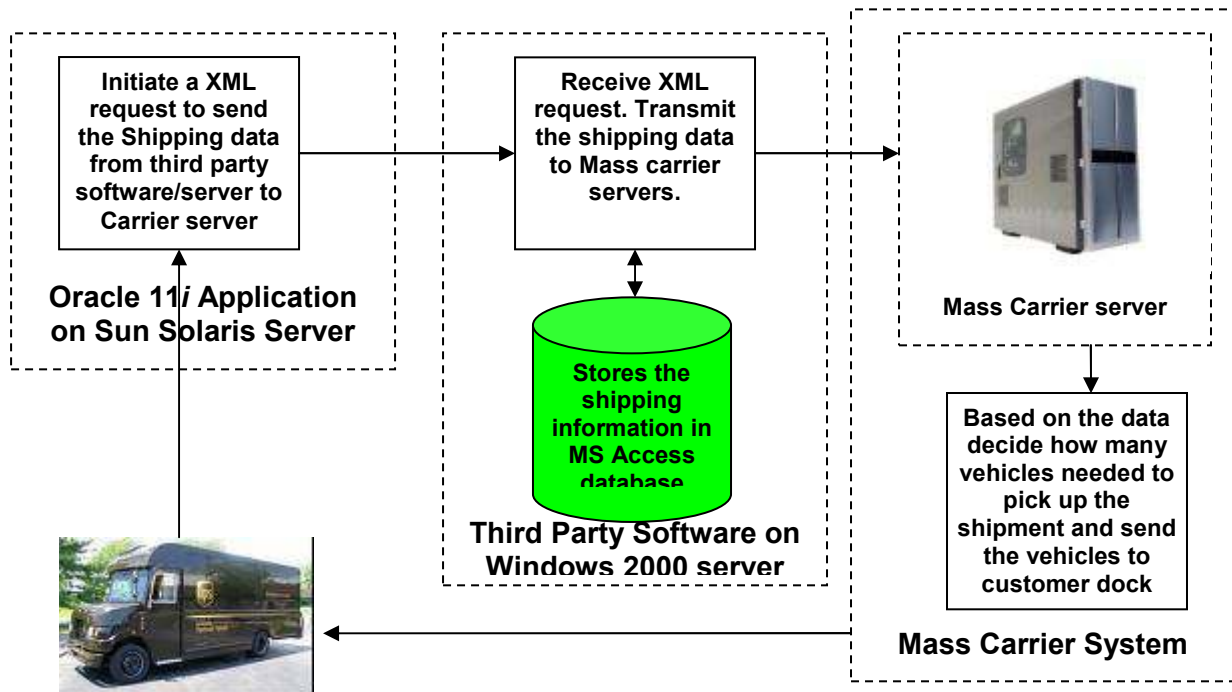 Initiate a XML
request to send
the Shipping data
from third party
software/server to
Carrier server
Oracle 11i Application
on Sun Solaris Server
Receive XML
request. Transmit
the shipping data
to Mass carrier
servers.
Stores the
shipping
information in
MS Access
database
Third Party Software on
Windows 2000 server
Mass Carrier server
Based on the data
decide how many
vehicles needed to
pick up the
shipment and send
the vehicles to
customer dock
Mass Carrier System